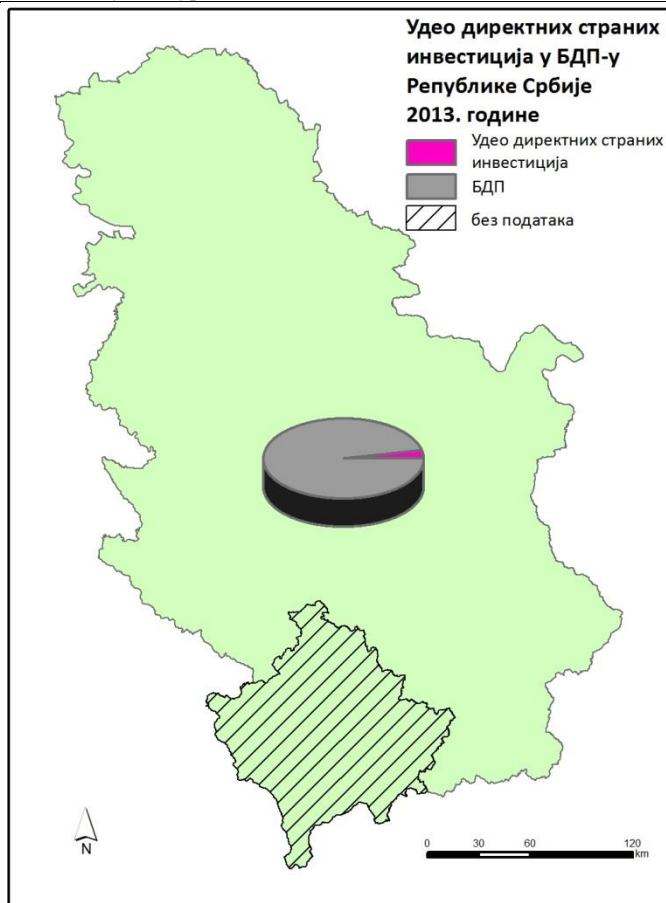 Удео директних страних
инвестиција у БДП-у
Републике Србије
2013. године
Удео директних страних
инвестиција
БДП
без података
N
0 30 60 120
km